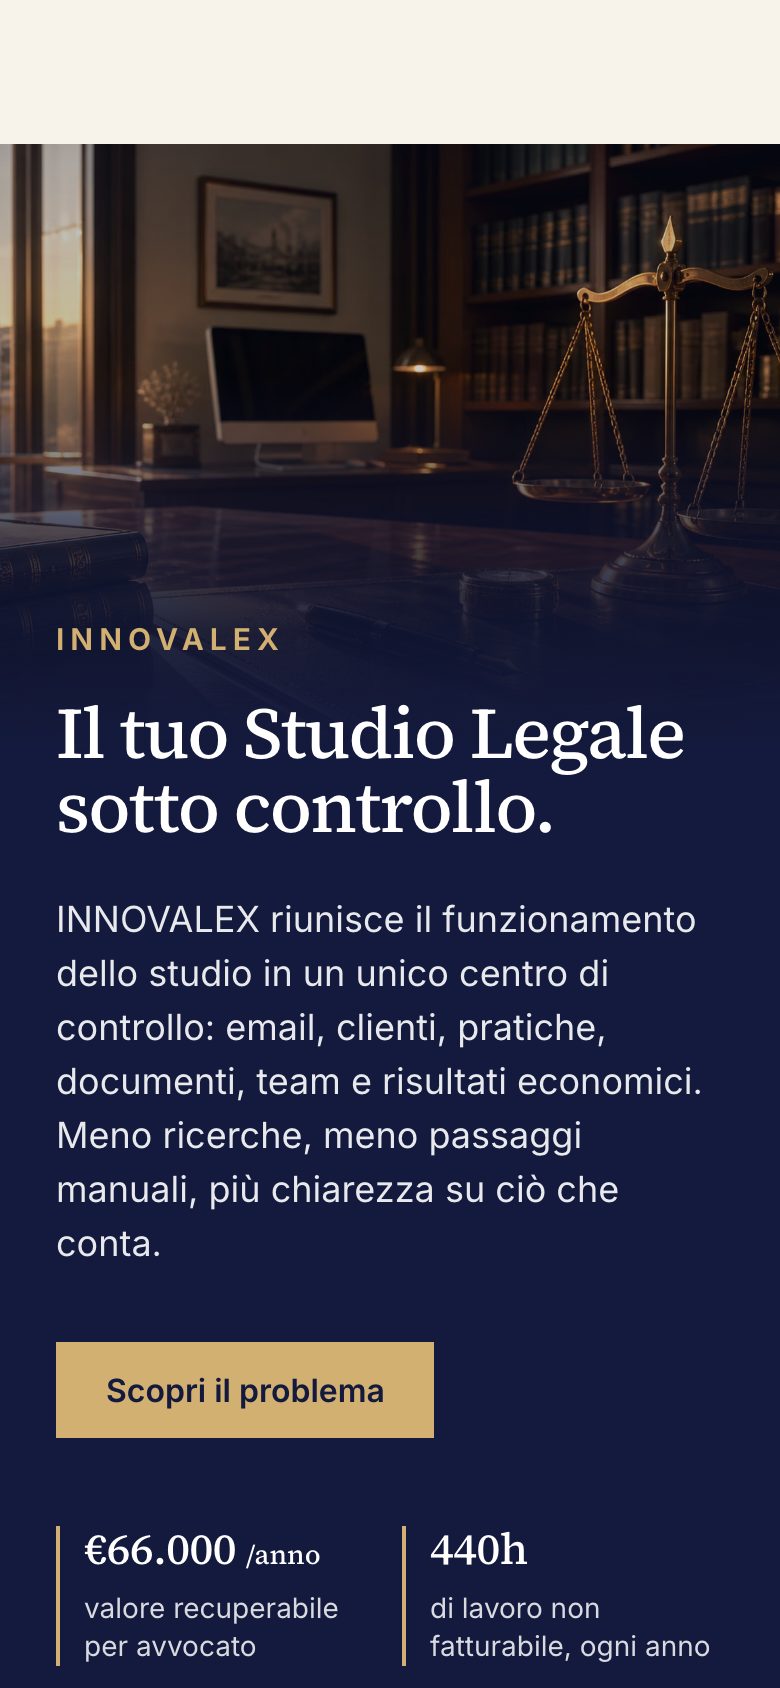 INNOVALEX
Il tuo Studio Legale
sotto controllo.
INNOVALEX riunisce il funzionamento
dello studio in un unico centro di
controllo: email, clienti, pratiche,
documenti, team e risultati economici.
Meno ricerche, meno passaggi
manuali, più chiarezza su ciò che
conta.
Scopri il problema
€66.000 /anno
valore recuperabile
per avvocato
440h
di lavoro non
fatturabile, ogni anno